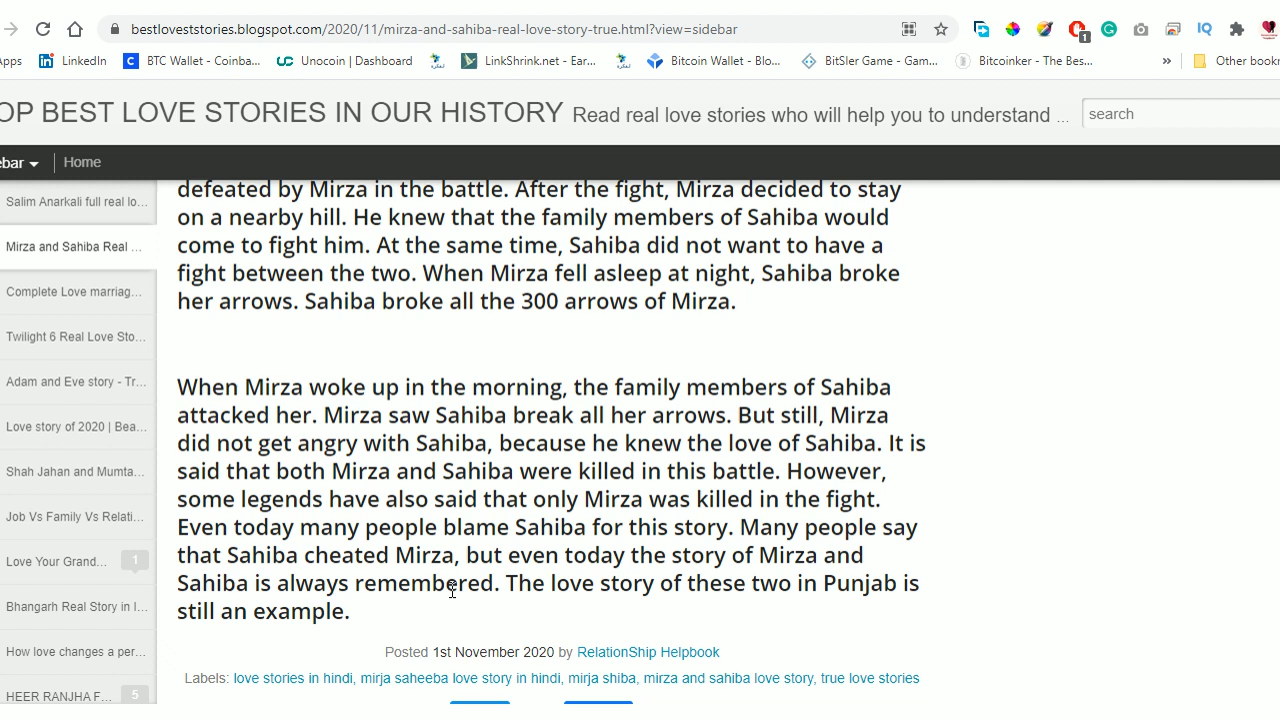 bestloveststories.blogspot.com/2020/11/mirza-and-sahiba-real-love-story-true.html?view=sidebar
1
IQ
Apps LinkedIn BTC Wallet - Coinba... Unocoin | Dashboard LinkShrink.net - Ear... Bitcoin Wallet - Blo... BitSler Game - Gam... Bitcoinker - The Bes... » Other bookr
OP BEST LOVE STORIES IN OUR HISTORY Read real love stories who will help you to understand ... search
ebar Home
Salim Anarkali full real lo...
Mirza and Sahiba Real ...
Complete Love marriag...
Twilight 6 Real Love Sto...
Adam and Eve story - Tr...
Love story of 2020 | Bea...
Shah Jahan and Mumta...
Job Vs Family Vs Relati...
Love Your Grand... 1
Bhangarh Real Story in I...
How love changes a per...
HEER RANJHA F... 5
defeated by Mirza in the battle. After the fight, Mirza decided to stay
on a nearby hill. He knew that the family members of Sahiba would
come to fight him. At the same time, Sahiba did not want to have a
fight between the two. When Mirza fell asleep at night, Sahiba broke
her arrows. Sahiba broke all the 300 arrows of Mirza.
When Mirza woke up in the morning, the family members of Sahiba
attacked her. Mirza saw Sahiba break all her arrows. But still, Mirza
did not get angry with Sahiba, because he knew the love of Sahiba. It is
said that both Mirza and Sahiba were killed in this battle. However,
some legends have also said that only Mirza was killed in the fight.
Even today many people blame Sahiba for this story. Many people say
that Sahiba cheated Mirza, but even today the story of Mirza and
Sahiba is always remembered. The love story of these two in Punjab is
still an example.
Posted 1st November 2020 by RelationShip Helpbook
Labels: love stories in hindi, mirja saheeba love story in hindi, mirja shiba, mirza and sahiba love story, true love stories